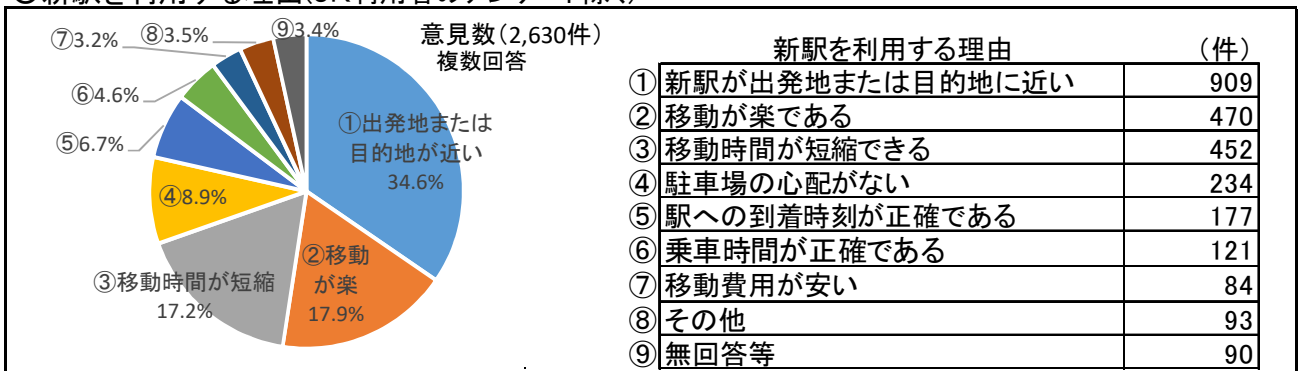 ⑦3.2%
⑧3.5%
⑨3.4%
意見数(2,630件)
複数回答
⑥4.6%
⑤6.7%
④8.9%
①出発地または
目的地が近い
34.6%
②移動
が楽
17.9%
③移動時間が短縮
17.2%
新駅を利用する理由 (件)
① 新駅が出発地または目的地に近い 909
② 移動が楽である 470
③ 移動時間が短縮できる 452
④ 駐車場の心配がない 234
⑤ 駅への到着時刻が正確である 177
⑥ 乗車時間が正確である 121
⑦ 移動費用が安い 84
⑧ その他 93
⑨ 無回答等 90